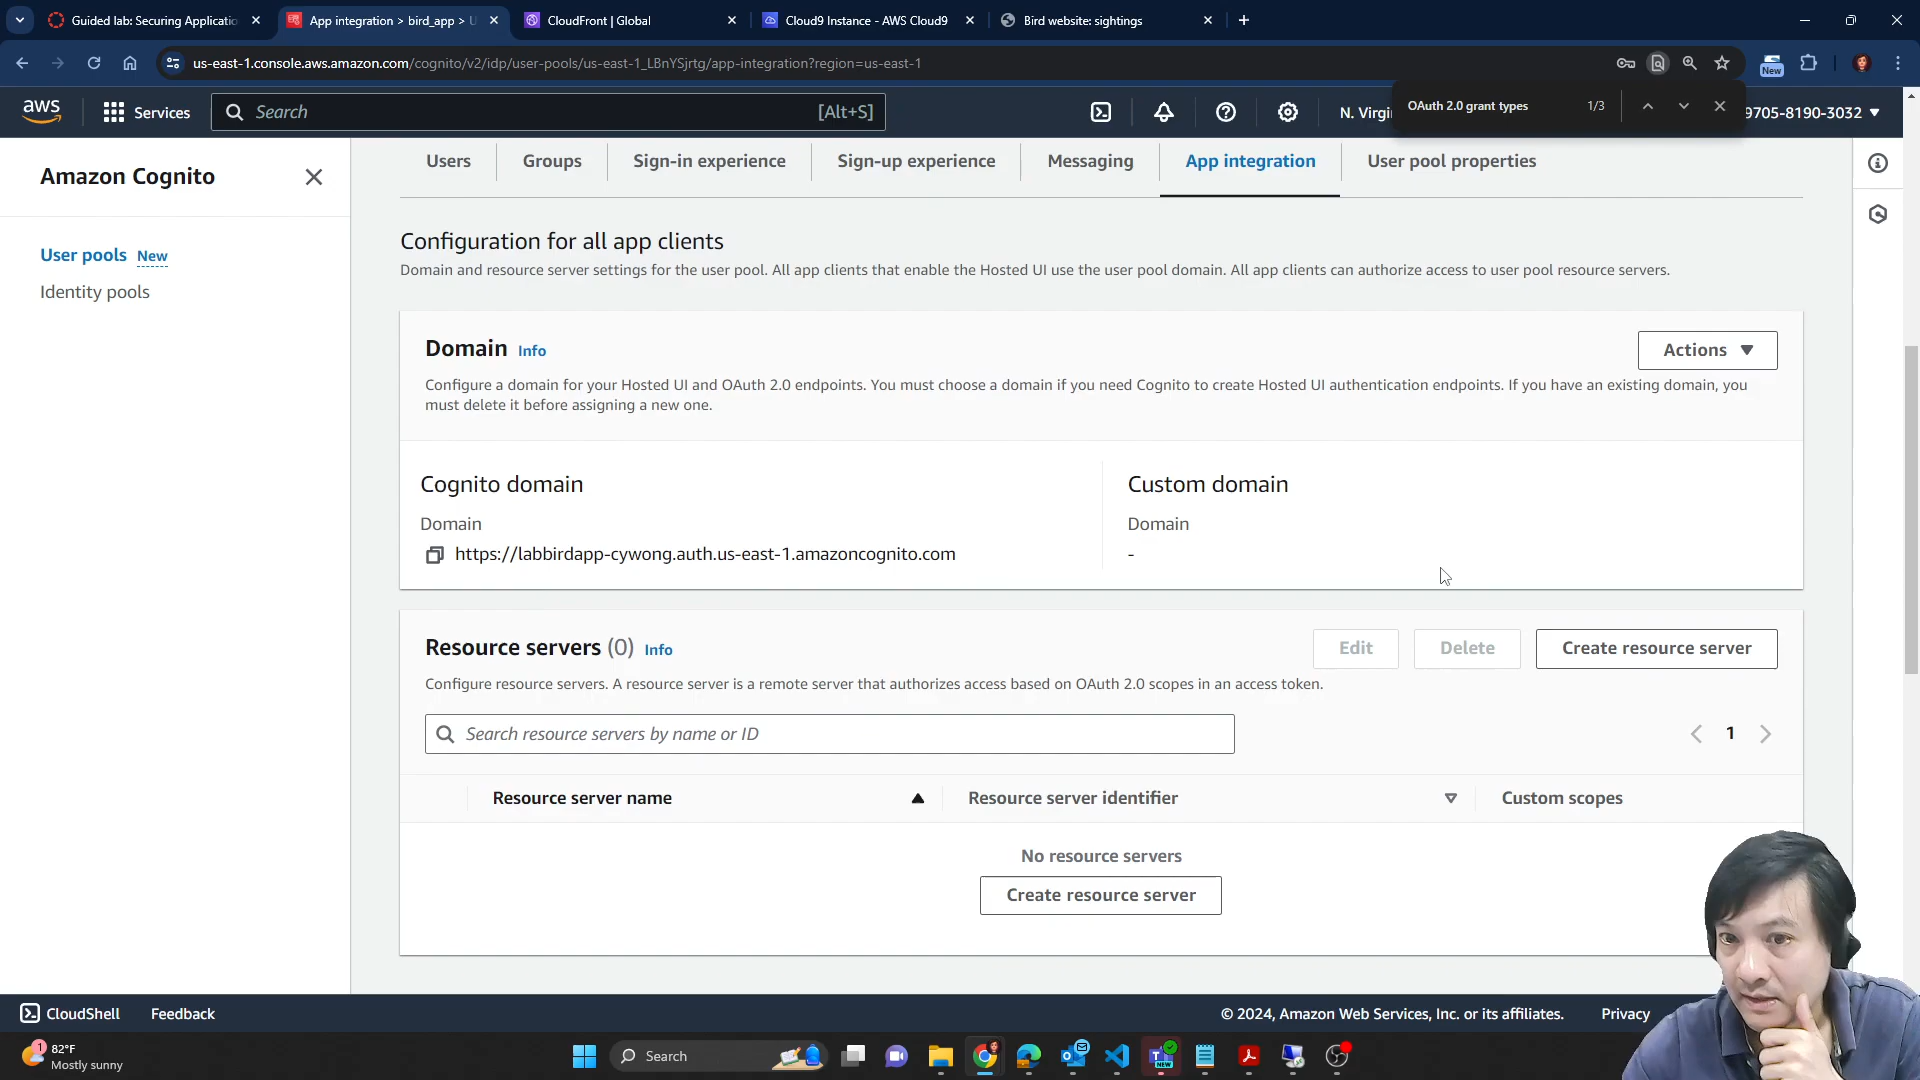 Guided lab: Securing Applicatio
App integration > bird_app > U
CloudFront | Global
Cloud9 Instance - AWS Cloud9
Bird website: sightings
us-east-1.console.aws.amazon.com/cognito/v2/idp/user-pools/us-east-1_LBnYSjrtg/app-integration?region=us-east-1
New
OAuth 2.0 grant types 1/3
aws
Services
Search
[Alt+S]
N. Virgi
9705-8190-3032
Amazon Cognito
User pools New
Identity pools
Users
Groups
Sign-in experience
Sign-up experience
Messaging
App integration
User pool properties
Configuration for all app clients
Domain and resource server settings for the user pool. All app clients that enable the Hosted UI use the user pool domain. All app clients can authorize access to user pool resource servers.
Domain Info
Actions
Configure a domain for your Hosted UI and OAuth 2.0 endpoints. You must choose a domain if you need Cognito to create Hosted UI authentication endpoints. If you have an existing domain, you
must delete it before assigning a new one.
Cognito domain
Domain
https://labbirdapp-cywong.auth.us-east-1.amazoncognito.com
Custom domain
Domain
-
Resource servers (0) Info
Edit
Delete
Create resource server
Configure resource servers. A resource server is a remote server that authorizes access based on OAuth 2.0 scopes in an access token.
Search resource servers by name or ID
1
Resource server name
Resource server identifier
Custom scopes
No resource servers
Create resource server
CloudShell
Feedback
© 2024, Amazon Web Services, Inc. or its affiliates.
Privacy
1
82°F
Mostly sunny
Search
NEW